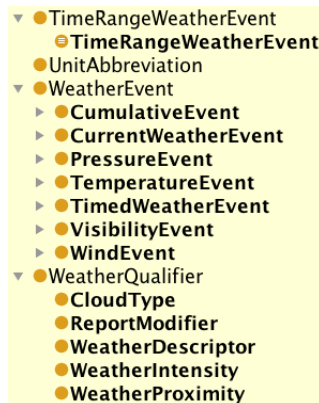 TimeRangeWeatherEvent
TimeRangeWeatherEvent
UnitAbbreviation
WeatherEvent
CumulativeEvent
CurrentWeatherEvent
PressureEvent
TemperatureEvent
TimedWeatherEvent
VisibilityEvent
WindEvent
WeatherQualifier
CloudType
ReportModifier
WeatherDescriptor
WeatherIntensity
WeatherProximity